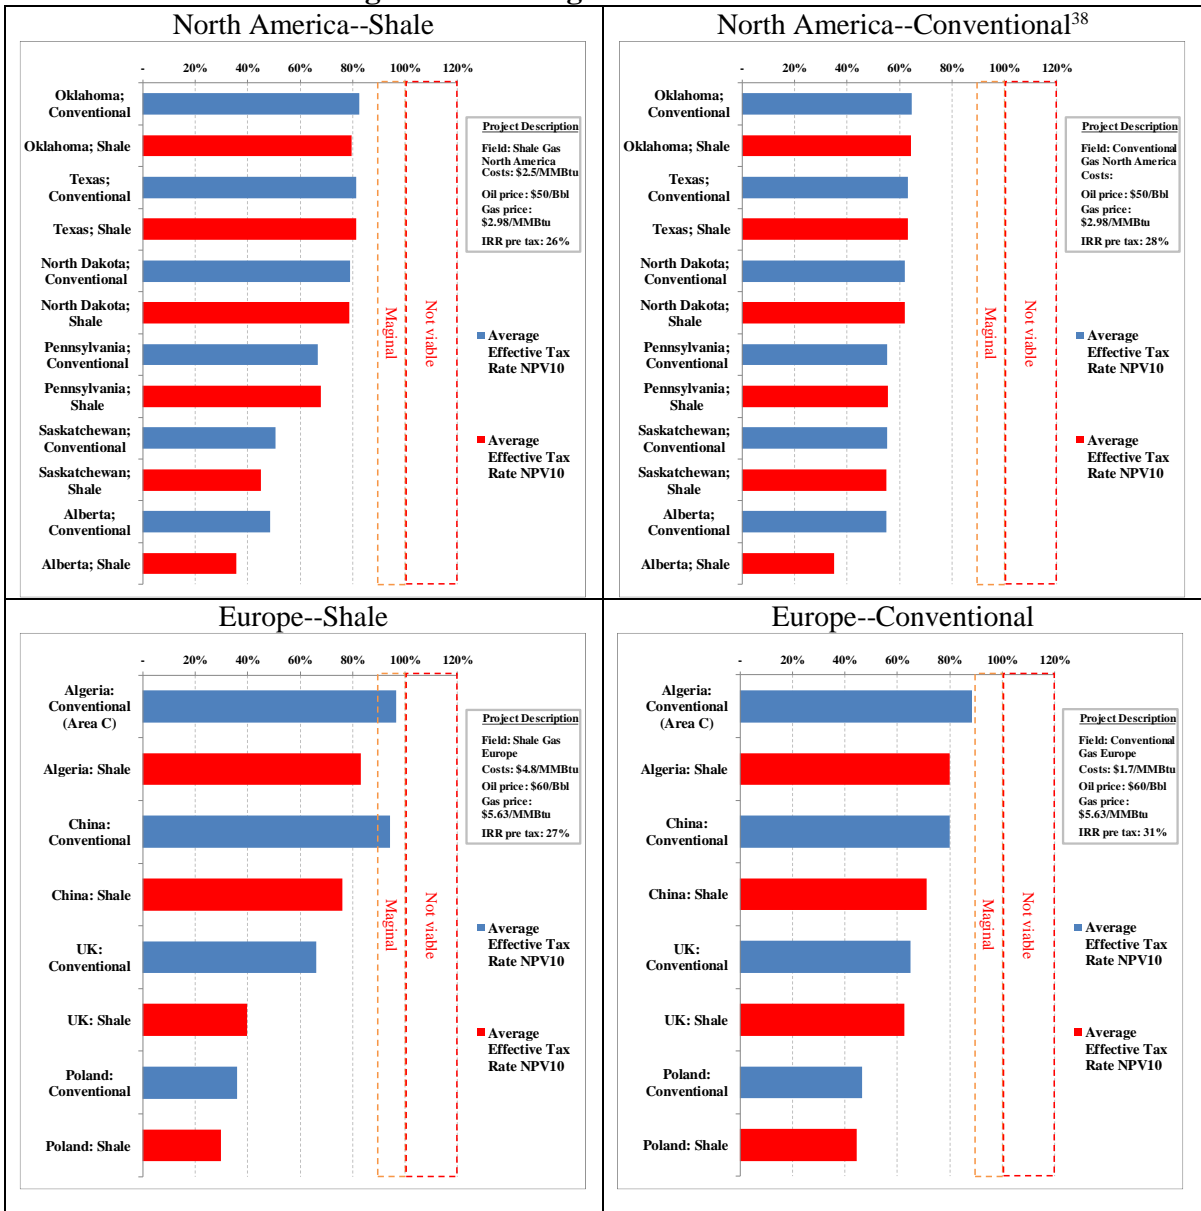 North America--Shale
- 20% 40% 60% 80% 100% 120%
Oklahoma;
Conventional
Oklahoma; Shale
Texas;
Conventional
Texas; Shale
North Dakota;
Conventional
North Dakota;
Shale
Pennsylvania;
Conventional
Pennsylvania;
Shale
Saskatchewan;
Conventional
Saskatchewan;
Shale
Alberta;
Conventional
Alberta; Shale
Maginal
Not viable
Project Description
Field: Shale Gas
North America
Costs: $2.5/MMBtu
Oil price: $50/Bbl
Gas price:
$2.98/MMBtu
IRR pre tax: 26%
Average
Effective Tax
Rate NPV10
Average
Effective Tax
Rate NPV10
North America--Conventional³⁸
- 20% 40% 60% 80% 100% 120%
Oklahoma;
Conventional
Oklahoma; Shale
Texas;
Conventional
Texas; Shale
North Dakota;
Conventional
North Dakota;
Shale
Pennsylvania;
Conventional
Pennsylvania;
Shale
Saskatchewan;
Conventional
Saskatchewan;
Shale
Alberta;
Conventional
Alberta; Shale
Maginal
Not viable
Project Description
Field: Conventional
Gas North America
Costs:
Oil price: $50/Bbl
Gas price:
$2.98/MMBtu
IRR pre tax: 28%
Average
Effective Tax
Rate NPV10
Average
Effective Tax
Rate NPV10
Europe--Shale
- 20% 40% 60% 80% 100% 120%
Algeria:
Conventional
(Area C)
Algeria: Shale
China:
Conventional
China: Shale
UK:
Conventional
UK: Shale
Poland:
Conventional
Poland: Shale
Maginal
Not viable
Project Description
Field: Shale Gas
Europe
Costs: $4.8/MMBtu
Oil price: $60/Bbl
Gas price:
$5.63/MMBtu
IRR pre tax: 27%
Average
Effective Tax
Rate NPV10
Average
Effective Tax
Rate NPV10
Europe--Conventional
- 20% 40% 60% 80% 100% 120%
Algeria:
Conventional
(Area C)
Algeria: Shale
China:
Conventional
China: Shale
UK:
Conventional
UK: Shale
Poland:
Conventional
Poland: Shale
Maginal
Not viable
Project Description
Field: Conventional
Gas Europe
Costs: $1.7/MMBtu
Oil price: $60/Bbl
Gas price:
$5.63/MMBtu
IRR pre tax: 31%
Average
Effective Tax
Rate NPV10
Average
Effective Tax
Rate NPV10